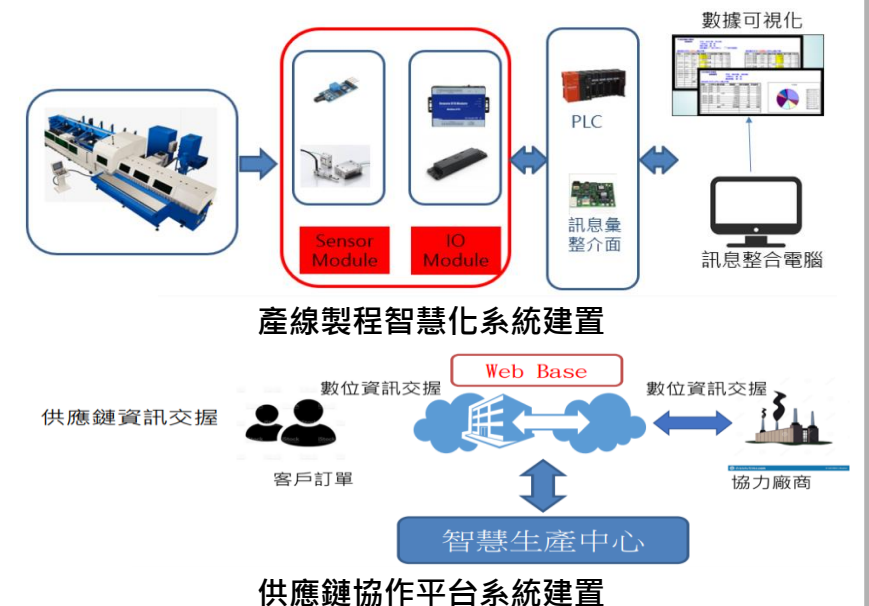 數據可視化
PLC
訊息彙
整介面
Sensor
Module
IO
Module
訊息整合電腦
產線製程智慧化系統建置
Web Base
數位資訊交握
數位資訊交握
供應鏈資訊交握
客戶訂單
協力廠商
智慧生產中心
供應鏈協作平台系統建置